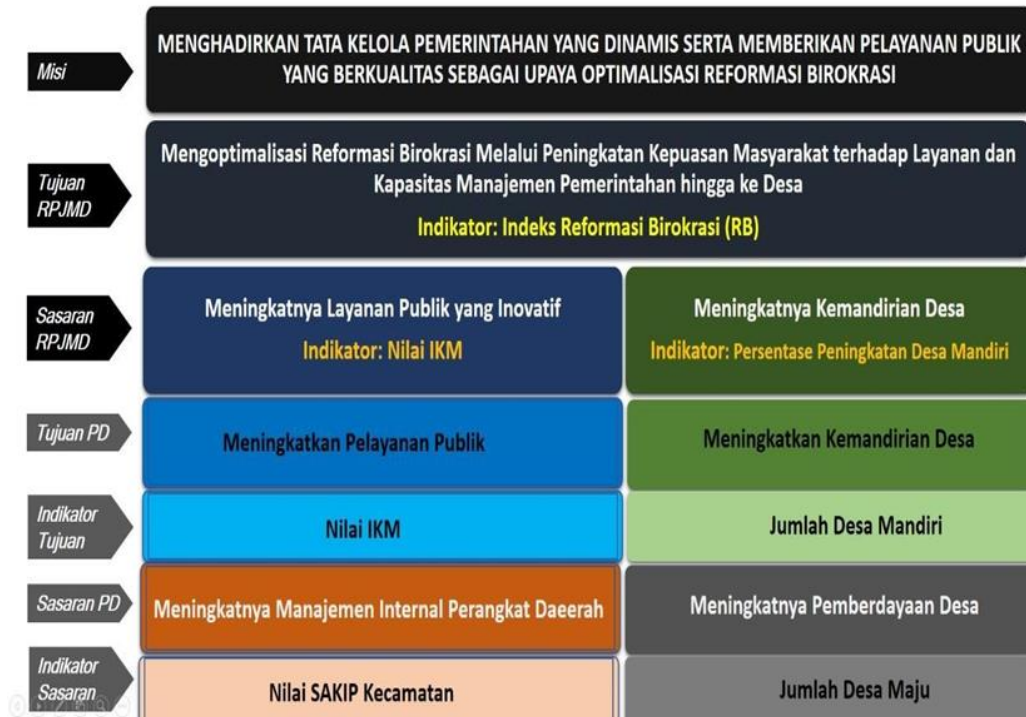 Misi
MENGHADIRKAN TATA KELOLA PEMERINTAHAN YANG DINAMIS SERTA MEMBERIKAN PELAYANAN PUBLIK
YANG BERKUALITAS SEBAGAI UPAYA OPTIMALISASI REFORMASI BIROKRASI
Tujuan
RPJMD
Mengoptimalisasi Reformasi Birokrasi Melalui Peningkatan Kepuasan Masyarakat terhadap Layanan dan
Kapasitas Manajemen Pemerintahan hingga ke Desa
Indikator: Indeks Reformasi Birokrasi (RB)
Sasaran
RPJMD
Meningkatnya Layanan Publik yang Inovatif
Indikator: Nilai IKM
Meningkatnya Kemandirian Desa
Indikator: Persentase Peningkatan Desa Mandiri
Tujuan PD
Meningkatkan Pelayanan Publik
Meningkatkan Kemandirian Desa
Indikator
Tujuan
Nilai IKM
Jumlah Desa Mandiri
Sasaran PD
Meningkatnya Manajemen Internal Perangkat Daeerah
Meningkatnya Pemberdayaan Desa
Indikator
Sasaran
Nilai SAKIP Kecamatan
Jumlah Desa Maju